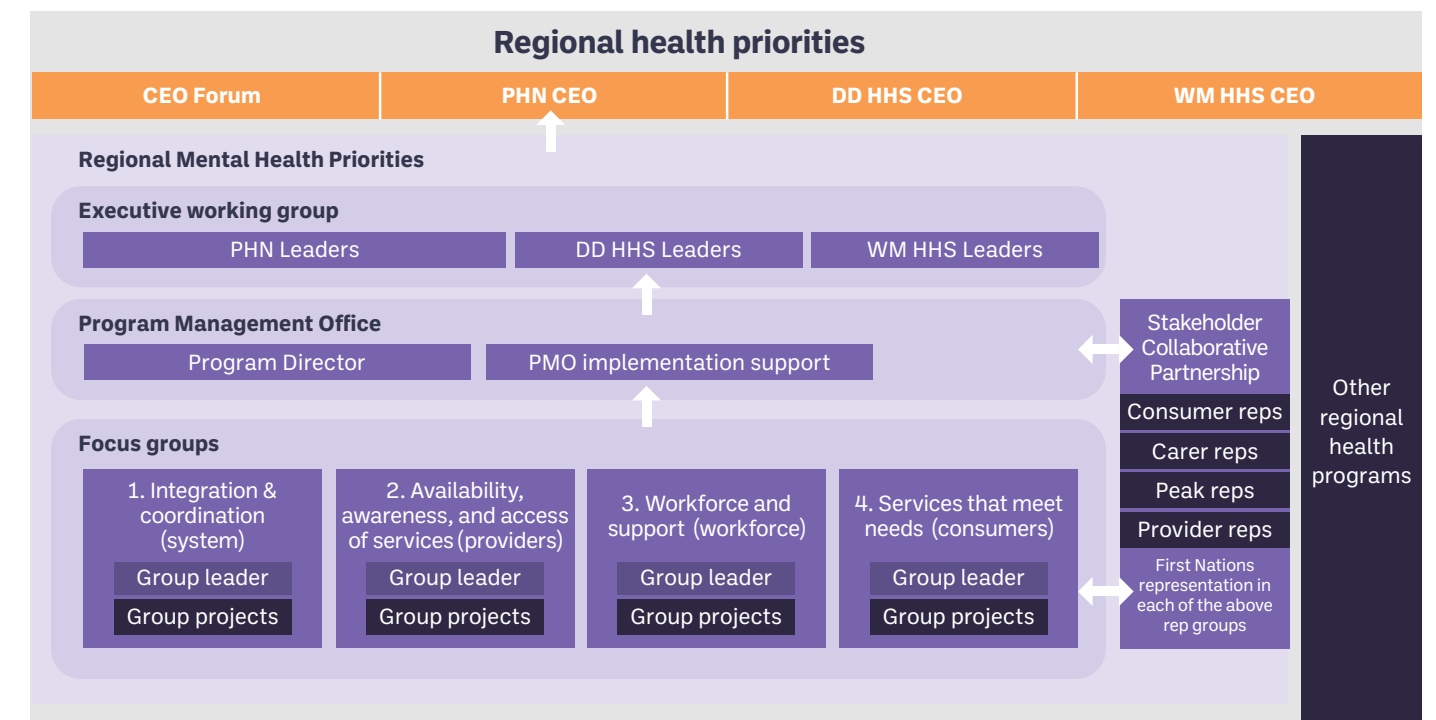 Regional health priorities
CEO Forum
PHN CEO
DD HHS CEO
WM HHS CEO
Regional Mental Health Priorities
Executive working group
PHN Leaders
DD HHS Leaders
WM HHS Leaders
Program Management Office
Program Director
PMO implementation support
Focus groups
1. Integration &
coordination
(system)
Group leader
Group projects
2. Availability,
awareness, and access
of services (providers)
Group leader
Group projects
3. Workforce and
support (workforce)
Group leader
Group projects
4. Services that meet
needs (consumers)
Group leader
Group projects
Stakeholder
Collaborative
Partnership
Consumer reps
Carer reps
Peak reps
Provider reps
First Nations
representation in
each of the above
rep groups
Other
regional
health
programs